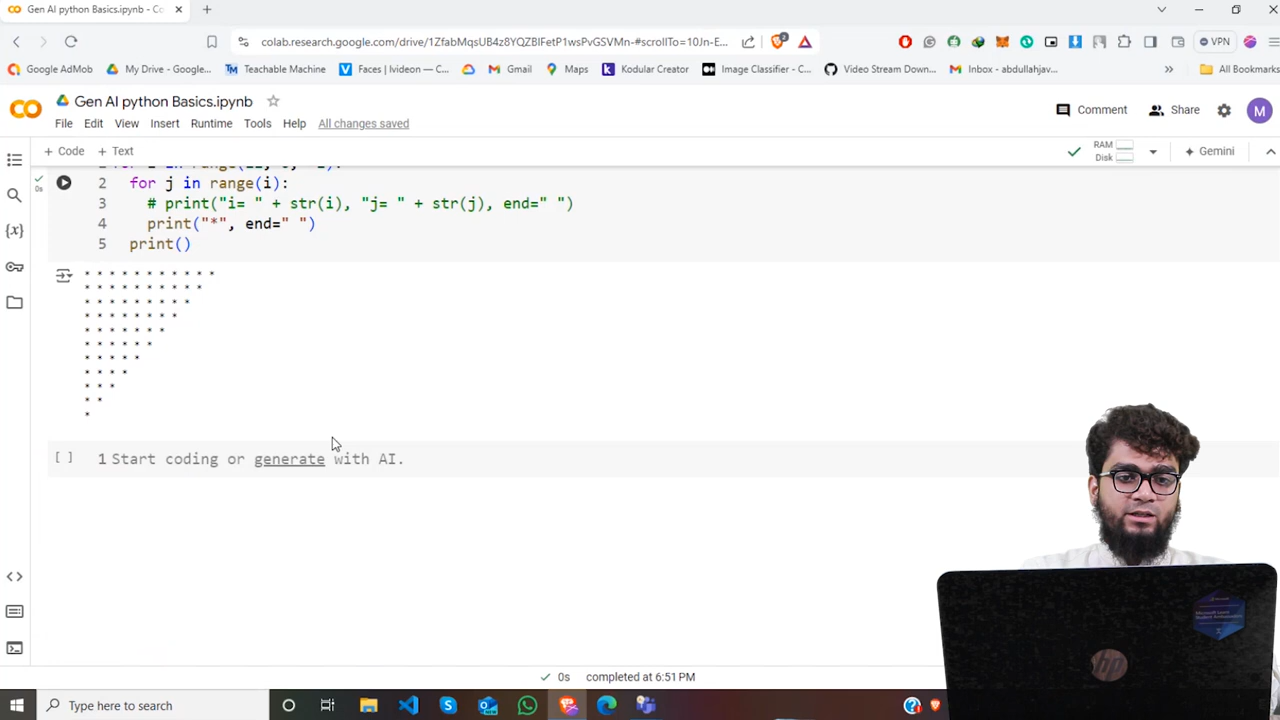 Gen AI python Basics.ipynb - Co
colab.research.google.com/drive/1ZfabMqsUB4z8YQZBIFetP1wsPvGSVMn-#scrollTo=10Jn-E...
VPN
Google AdMob
My Drive - Google...
Teachable Machine
Faces | lvideon — C...
Gmail
Maps
Kodular Creator
Image Classifier - C...
Video Stream Down...
Inbox - abdullahjav...
All Bookmarks
Gen AI python Basics.ipynb
Comment
Share
M
File Edit View Insert Runtime Tools Help All changes saved
+ Code + Text
RAM
Disk
Gemini
0s
2 for j in range(i):
3 # print("i= " + str(i), "j= " + str(j), end=" ")
4 print("*", end=" ")
5 print()
* * * * * * * * * * *
* * * * * * * * * *
* * * * * * * * *
* * * * * * * *
* * * * * * *
* * * * * *
* * * * *
* * * *
* * *
* *
*
[ ] 1 Start coding or generate with AI.
hp
0s completed at 6:51 PM
Type here to search